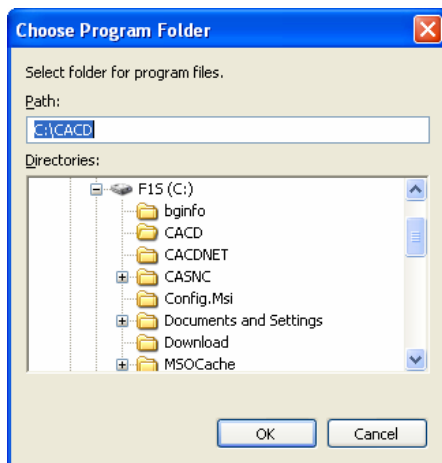 Choose Program Folder
Select folder for program files.
Path:
C:\CACD
Directories:
F1S (C:)
bginfo
CACD
CACDNET
CASNC
Config.Msi
Documents and Settings
Download
MSOCache
OK Cancel